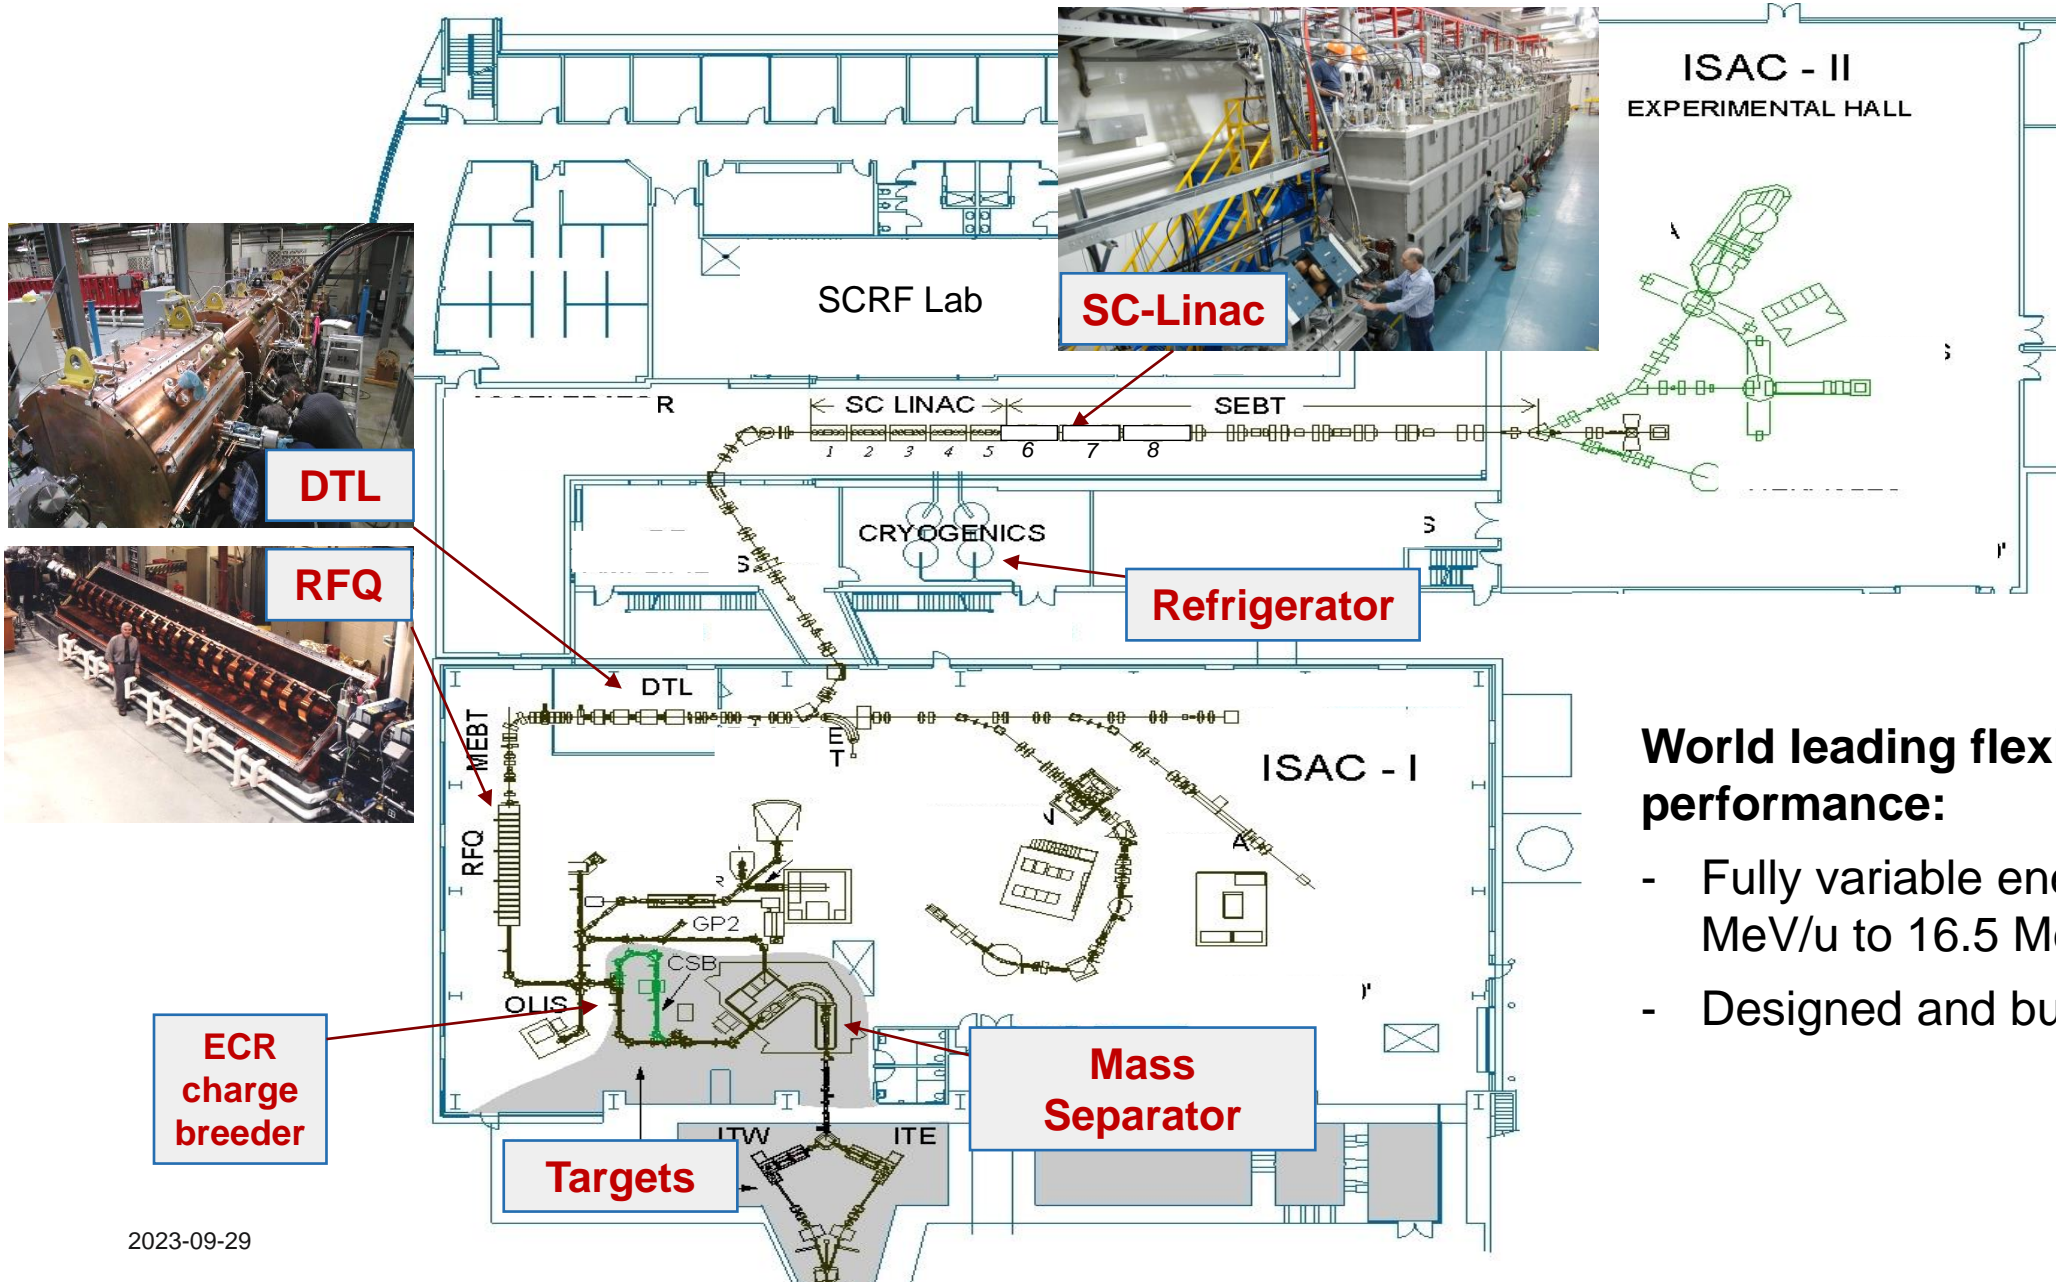 ISAC - II
EXPERIMENTAL HALL
SCRF Lab
SC-Linac
R
SC LINAC
SEBT
1 2 3 4 5 6 7 8
DTL
CRYOGENICS
RFQ
Refrigerator
DTL
MEBT
E
T
ISAC - I
RFQ
GP2
CSB
OLIS
ECR
charge
breeder
Mass
Separator
ITW
ITE
Targets
World leading flex
performance:
- Fully variable ene
MeV/u to 16.5 Me
- Designed and bu
2023-09-29